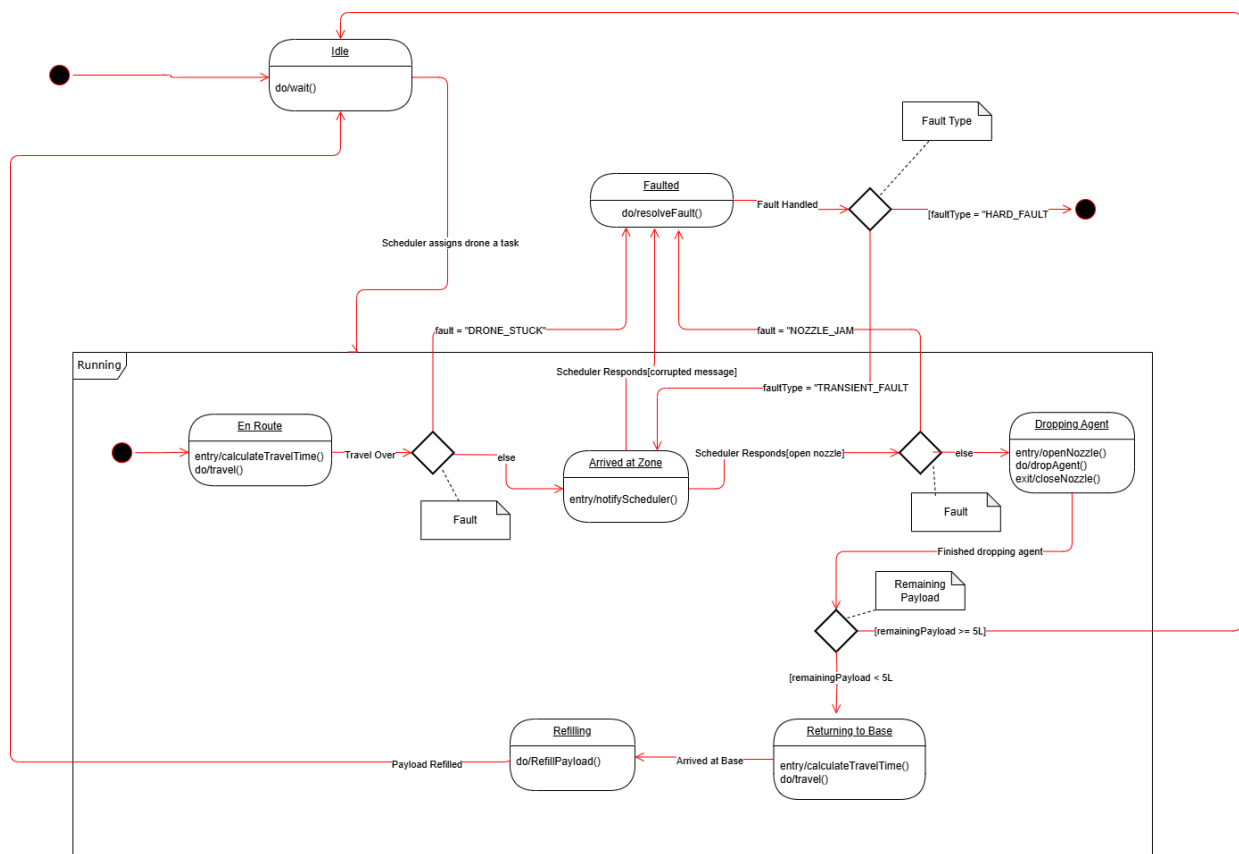 Idle
do/wait()
Fault Type
Faulted
do/resolveFault()
Fault Handled
[faultType = "HARD_FAULT
Scheduler assigns drone a task
fault = "DRONE_STUCK"
fault = "NOZZLE_JAM
Running
Scheduler Responds[corrupted message]
faultType = "TRANSIENT_FAULT
En Route
entry/calculateTravelTime()
do/travel()
Travel Over
else
Arrived at Zone
entry/notifyScheduler()
Scheduler Responds[open nozzle]
else
Dropping Agent
entry/openNozzle()
do/dropAgent()
exit/closeNozzle()
Fault
Fault
Finished dropping agent
Remaining
Payload
[remainingPayload >= 5L]
[remainingPayload < 5L
Refilling
do/RefillPayload()
Returning to Base
entry/calculateTravelTime()
do/travel()
Payload Refilled
Arrived at Base